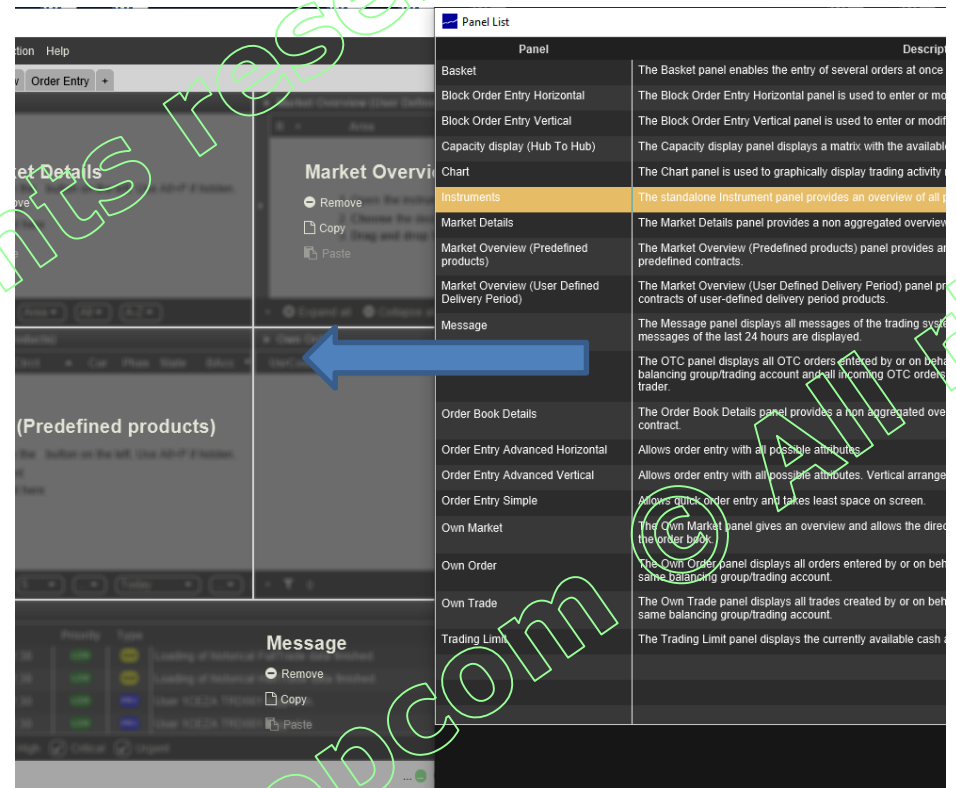 Panel List
ction Help
Order Entry +
Panel
Descript
Basket
The Basket panel enables the entry of several orders at once
Block Order Entry Horizontal
The Block Order Entry Horizontal panel is used to enter or mo
Block Order Entry Vertical
The Block Order Entry Vertical panel is used to enter or modif
Capacity display (Hub To Hub)
The Capacity display panel displays a matrix with the availabl
Chart
The Chart panel is used to graphically display trading activity
Instruments
The standalone Instrument panel provides an overview of all p
Market Details
The Market Details panel provides a non aggregated overview
Market Overview (Predefined
products)
The Market Overview (Predefined products) panel provides an
predefined contracts.
Market Overview (User Defined
Delivery Period)
The Market Overview (User Defined Delivery Period) panel pr
contracts of user-defined delivery period products.
Message
The Message panel displays all messages of the trading syste
messages of the last 24 hours are displayed.
The OTC panel displays all OTC orders entered by or on beha
balancing group/trading account and all incoming OTC orders
trader.
Order Book Details
The Order Book Details panel provides a non aggregated ove
contract.
Order Entry Advanced Horizontal
Allows order entry with all possible attributes.
Order Entry Advanced Vertical
Allows order entry with all possible attributes. Vertical arrange
Order Entry Simple
Allows quick order entry and takes least space on screen.
Own Market
The Own Market panel gives an overview and allows the direc
the order book.
Own Order
The Own Order panel displays all orders entered by or on beh
same balancing group/trading account.
Own Trade
The Own Trade panel displays all trades created by or on beh
same balancing group/trading account.
Trading Limit
The Trading Limit panel displays the currently available cash a
et Details
ove
Market Overvi
Remove
Copy
Paste
(Predefined products)
Message
Remove
Copy
Paste